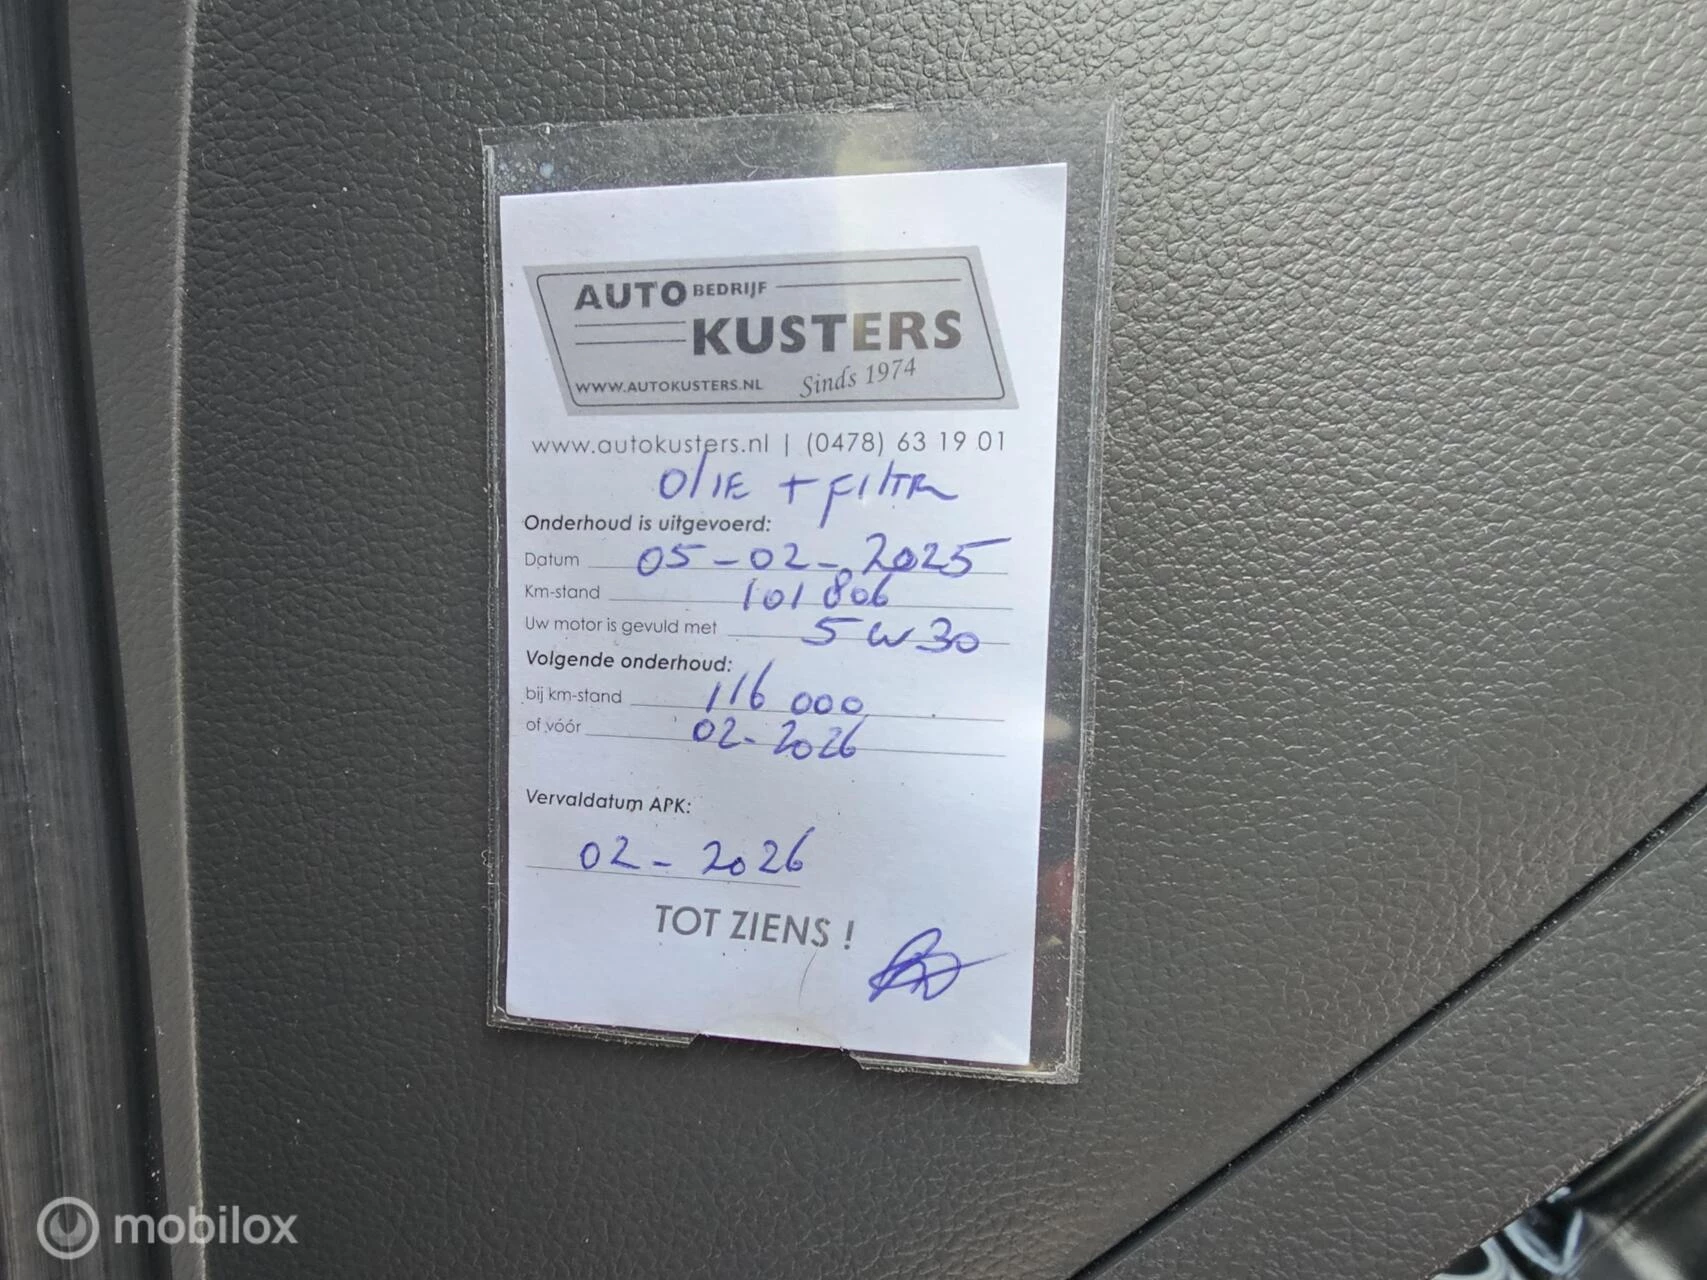 AUTO BEDRIJF
KUSTERS
WWW.AUTOKUSTERS.NL Sinds 1974
www.autokusters.nl | (0478) 63 19 01
OLIE + FILTER
Onderhoud is uitgevoerd:
Datum 05-02-2025
Km-stand 101806
Uw motor is gevuld met 5W30
Volgende onderhoud:
bij km-stand 116 000
of vóór 02-2026
Vervaldatum APK:
02-2026
TOT ZIENS !
mobilox